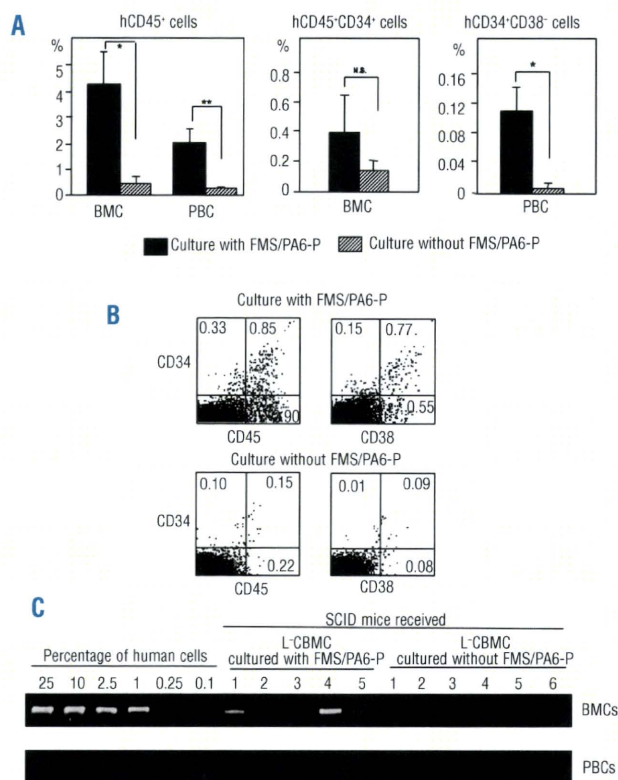 A
hCD45⁺ cells
hCD45⁺CD34⁺ cells
hCD34⁺CD38⁻ cells
%
5
4
3
2
1
0
*
**
BMC
PBC
%
0.8
0.6
0.4
0.2
0
N.S.
BMC
%
0.16
0.12
0.08
0.04
0
*
PBC
Culture with FMS/PA6-P
Culture without FMS/PA6-P
B
Culture with FMS/PA6-P
0.33 0.85
0.15 0.77
CD34
90
0.55
CD45
CD38
Culture without FMS/PA6-P
0.10 0.15
0.01 0.09
CD34
0.22
0.08
CD45
CD38
C
SCID mice received
Percentage of human cells
L⁻CBMC
cultured with FMS/PA6-P
L⁻CBMC
cultured without FMS/PA6-P
25 10 2.5 1 0.25 0.1 1 2 3 4 5 1 2 3 4 5 6
BMCs
PBCs